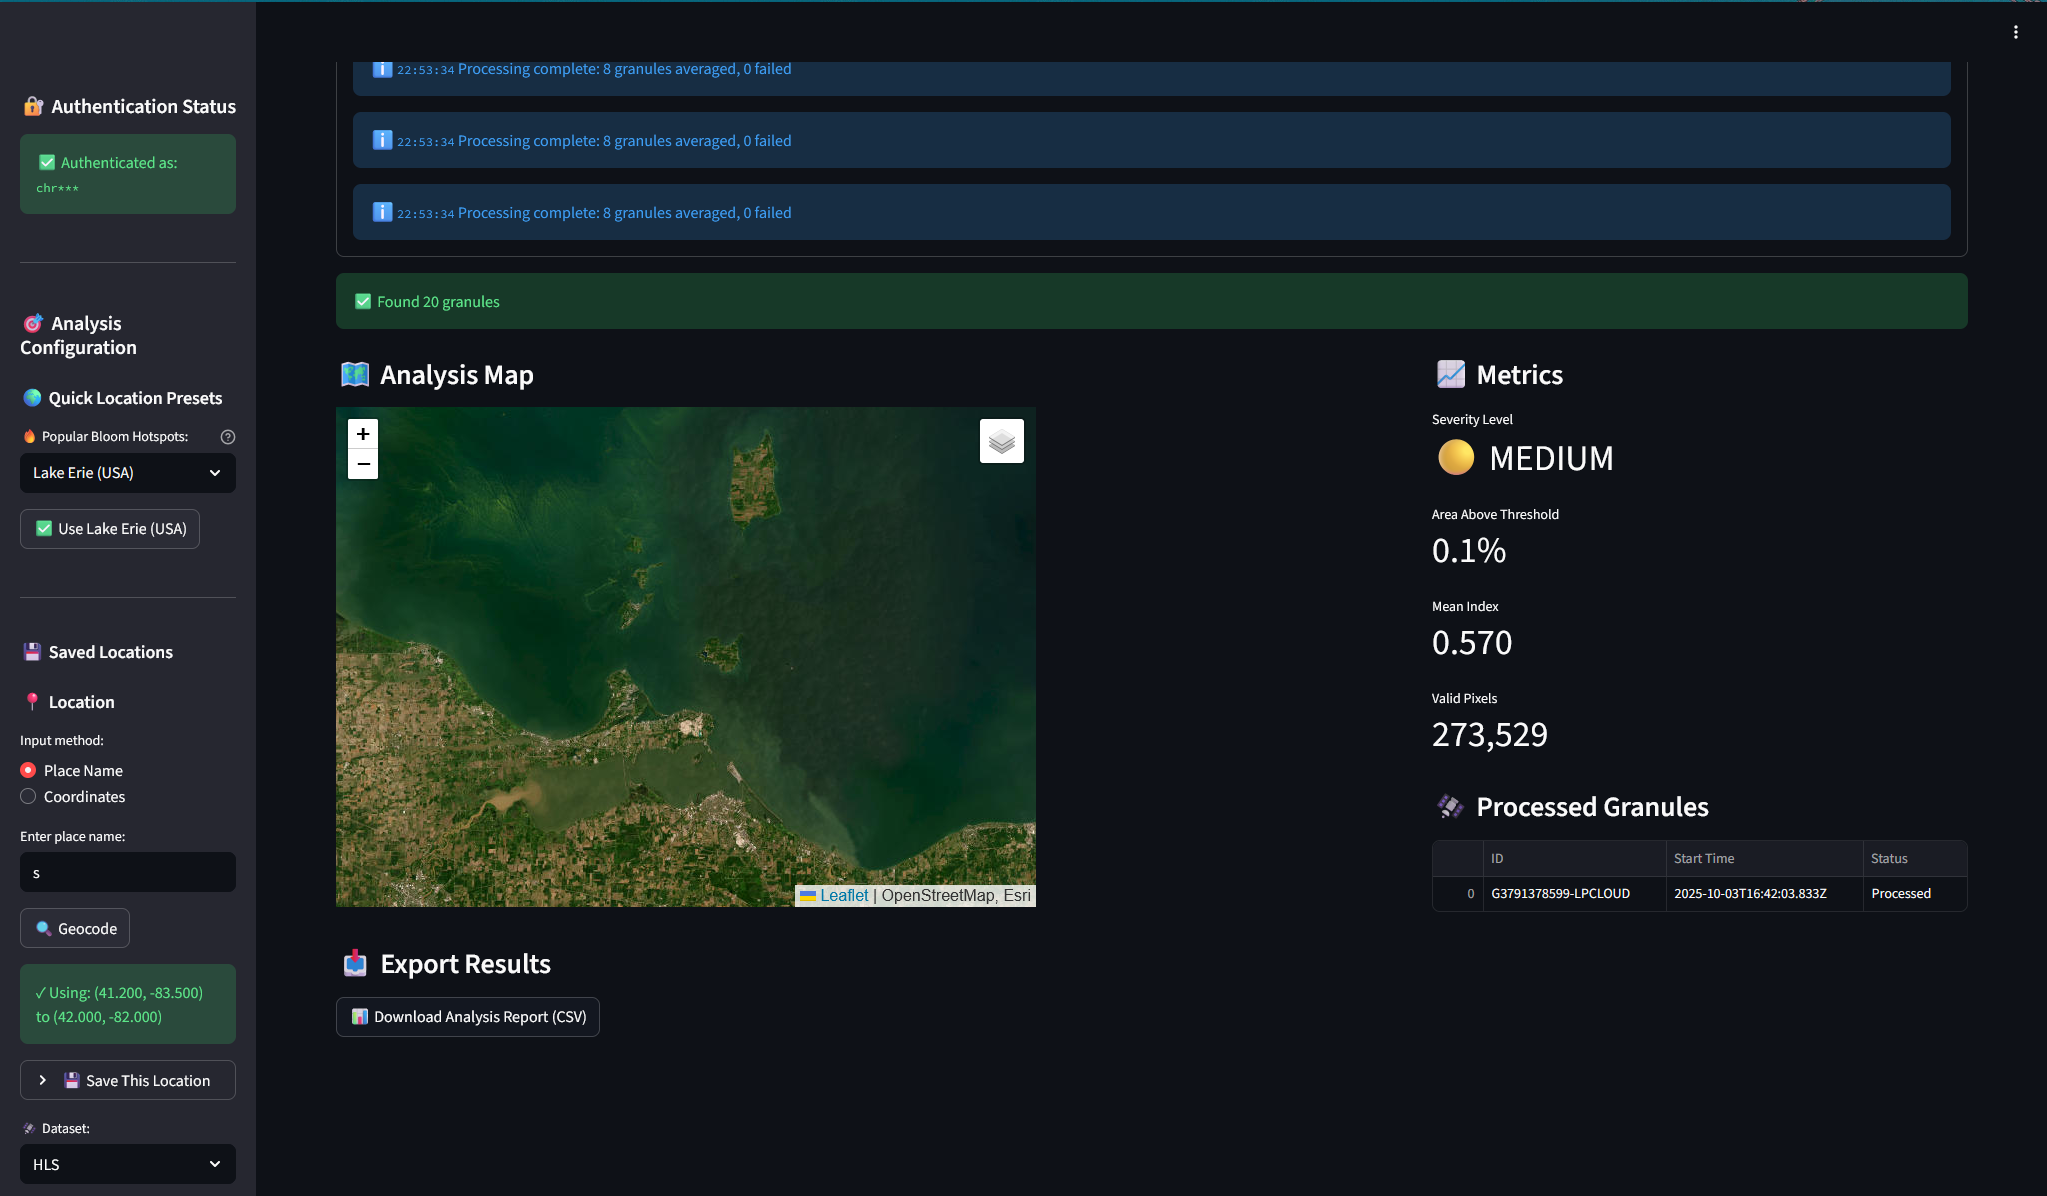 Authentication Status
Authenticated as:
chr***
Analysis
Configuration
Quick Location Presets
Popular Bloom Hotspots:
Lake Erie (USA)
Use Lake Erie (USA)
Saved Locations
Location
Input method:
Place Name
Coordinates
Enter place name:
s
Geocode
✓ Using: (41.200, -83.500)
to (42.000, -82.000)
Save This Location
Dataset:
HLS
22:53:34 Processing complete: 8 granules averaged, 0 failed
22:53:34 Processing complete: 8 granules averaged, 0 failed
22:53:34 Processing complete: 8 granules averaged, 0 failed
Found 20 granules
Analysis Map
+
−
Leaflet | OpenStreetMap, Esri
Export Results
Download Analysis Report (CSV)
Metrics
Severity Level
MEDIUM
Area Above Threshold
0.1%
Mean Index
0.570
Valid Pixels
273,529
Processed Granules
ID Start Time Status
0 G3791378599-LPCLOUD 2025-10-03T16:42:03.833Z Processed